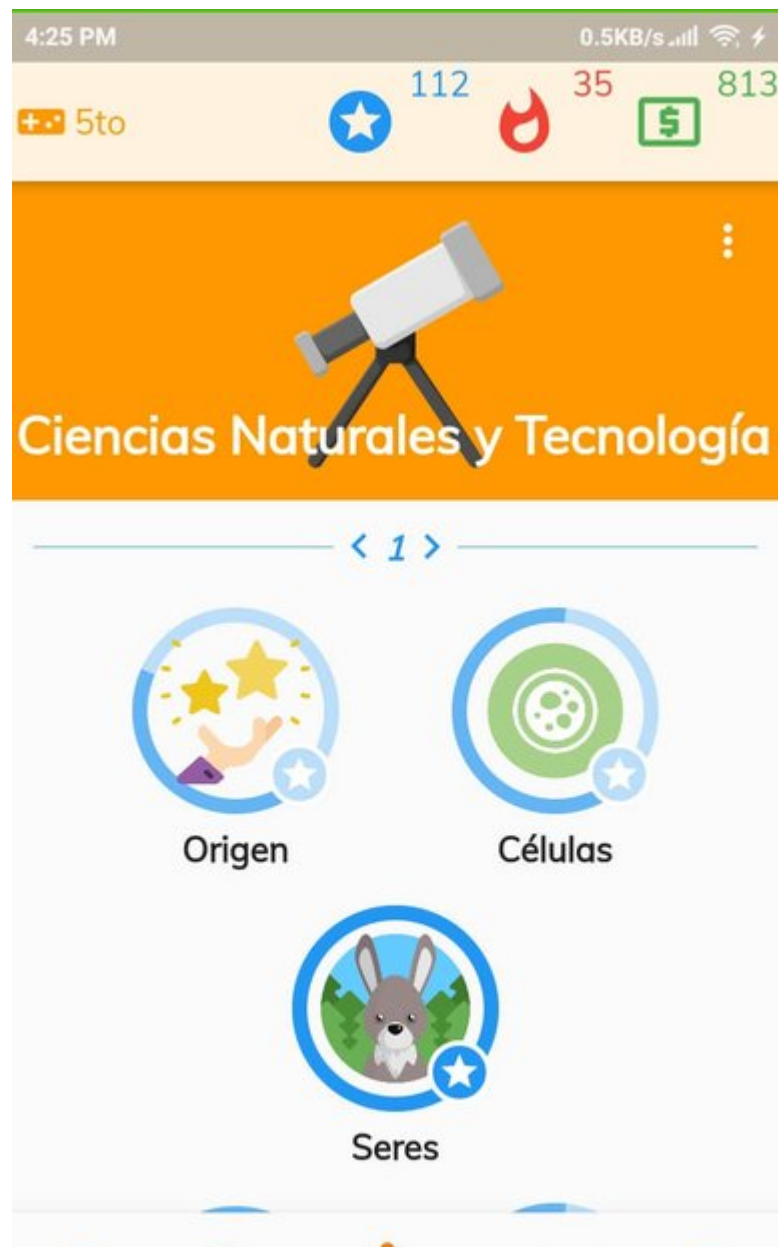 4:25 PM 0.5KB/s
5to 112 35 813
Ciencias Naturales y Tecnología
< 1 >
Origen Células
Seres